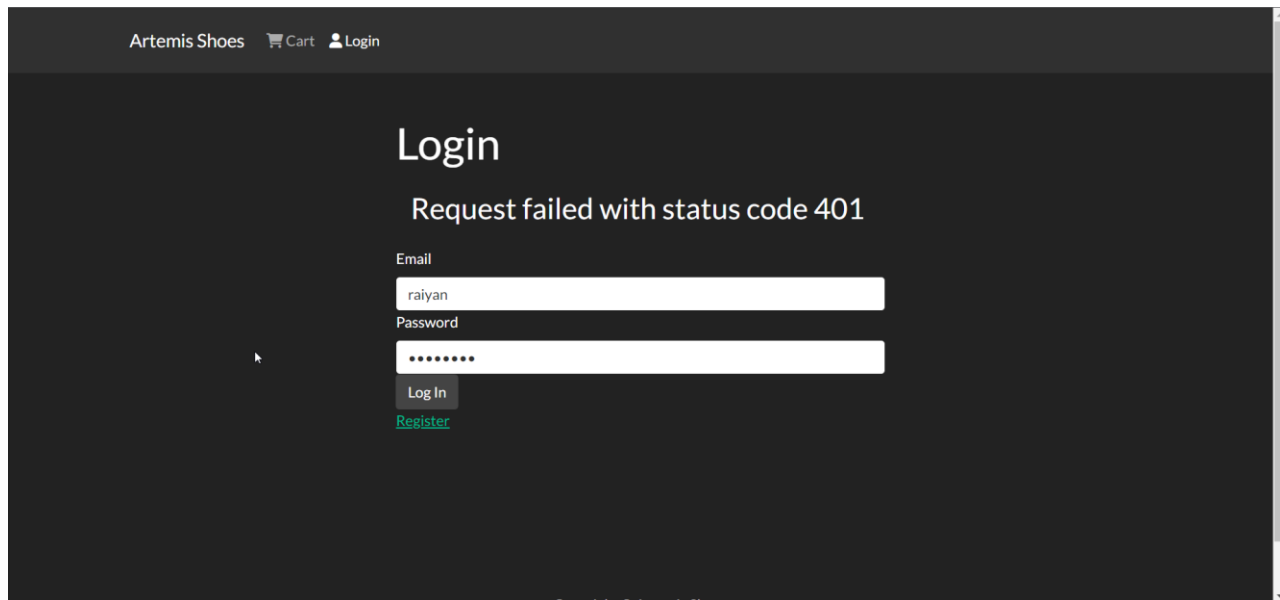 Artemis Shoes Cart Login
Login
Request failed with status code 401
Email
raiyan
Password
••••••••
Log In
Register